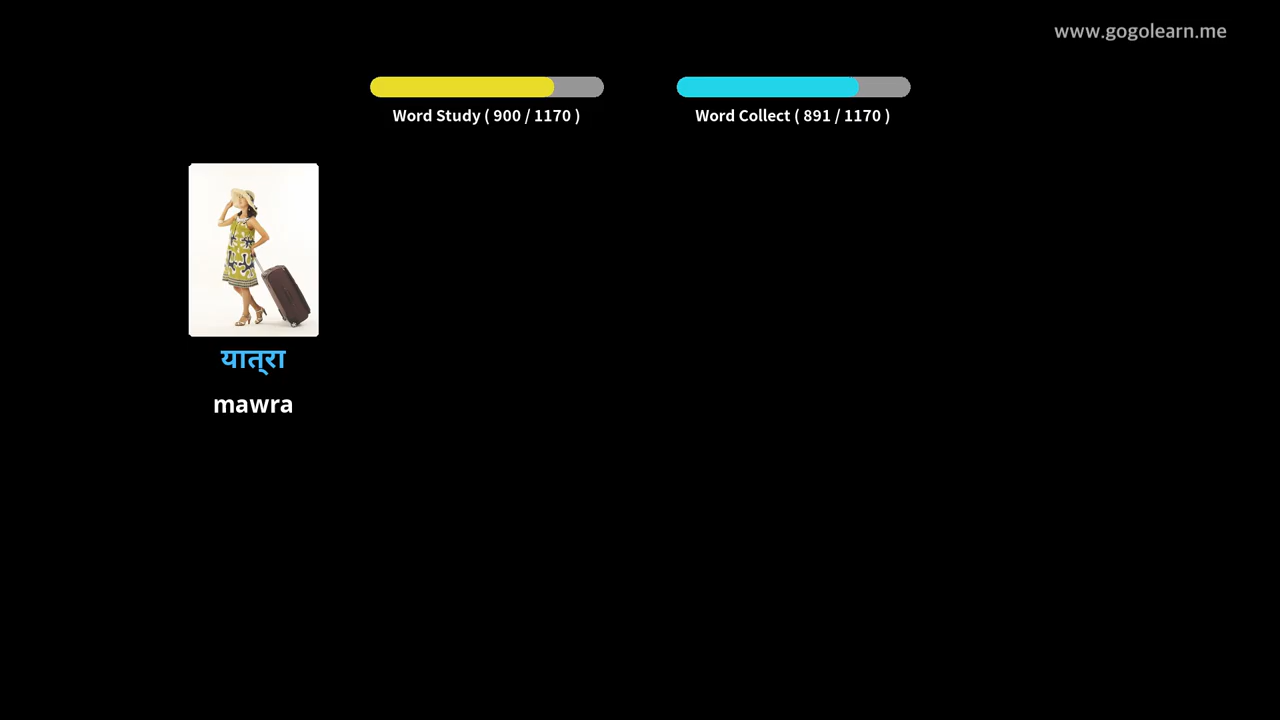 www.gogolearn.me
Word Study ( 900 / 1170 )
Word Collect ( 891 / 1170 )
यात्रा
mawra